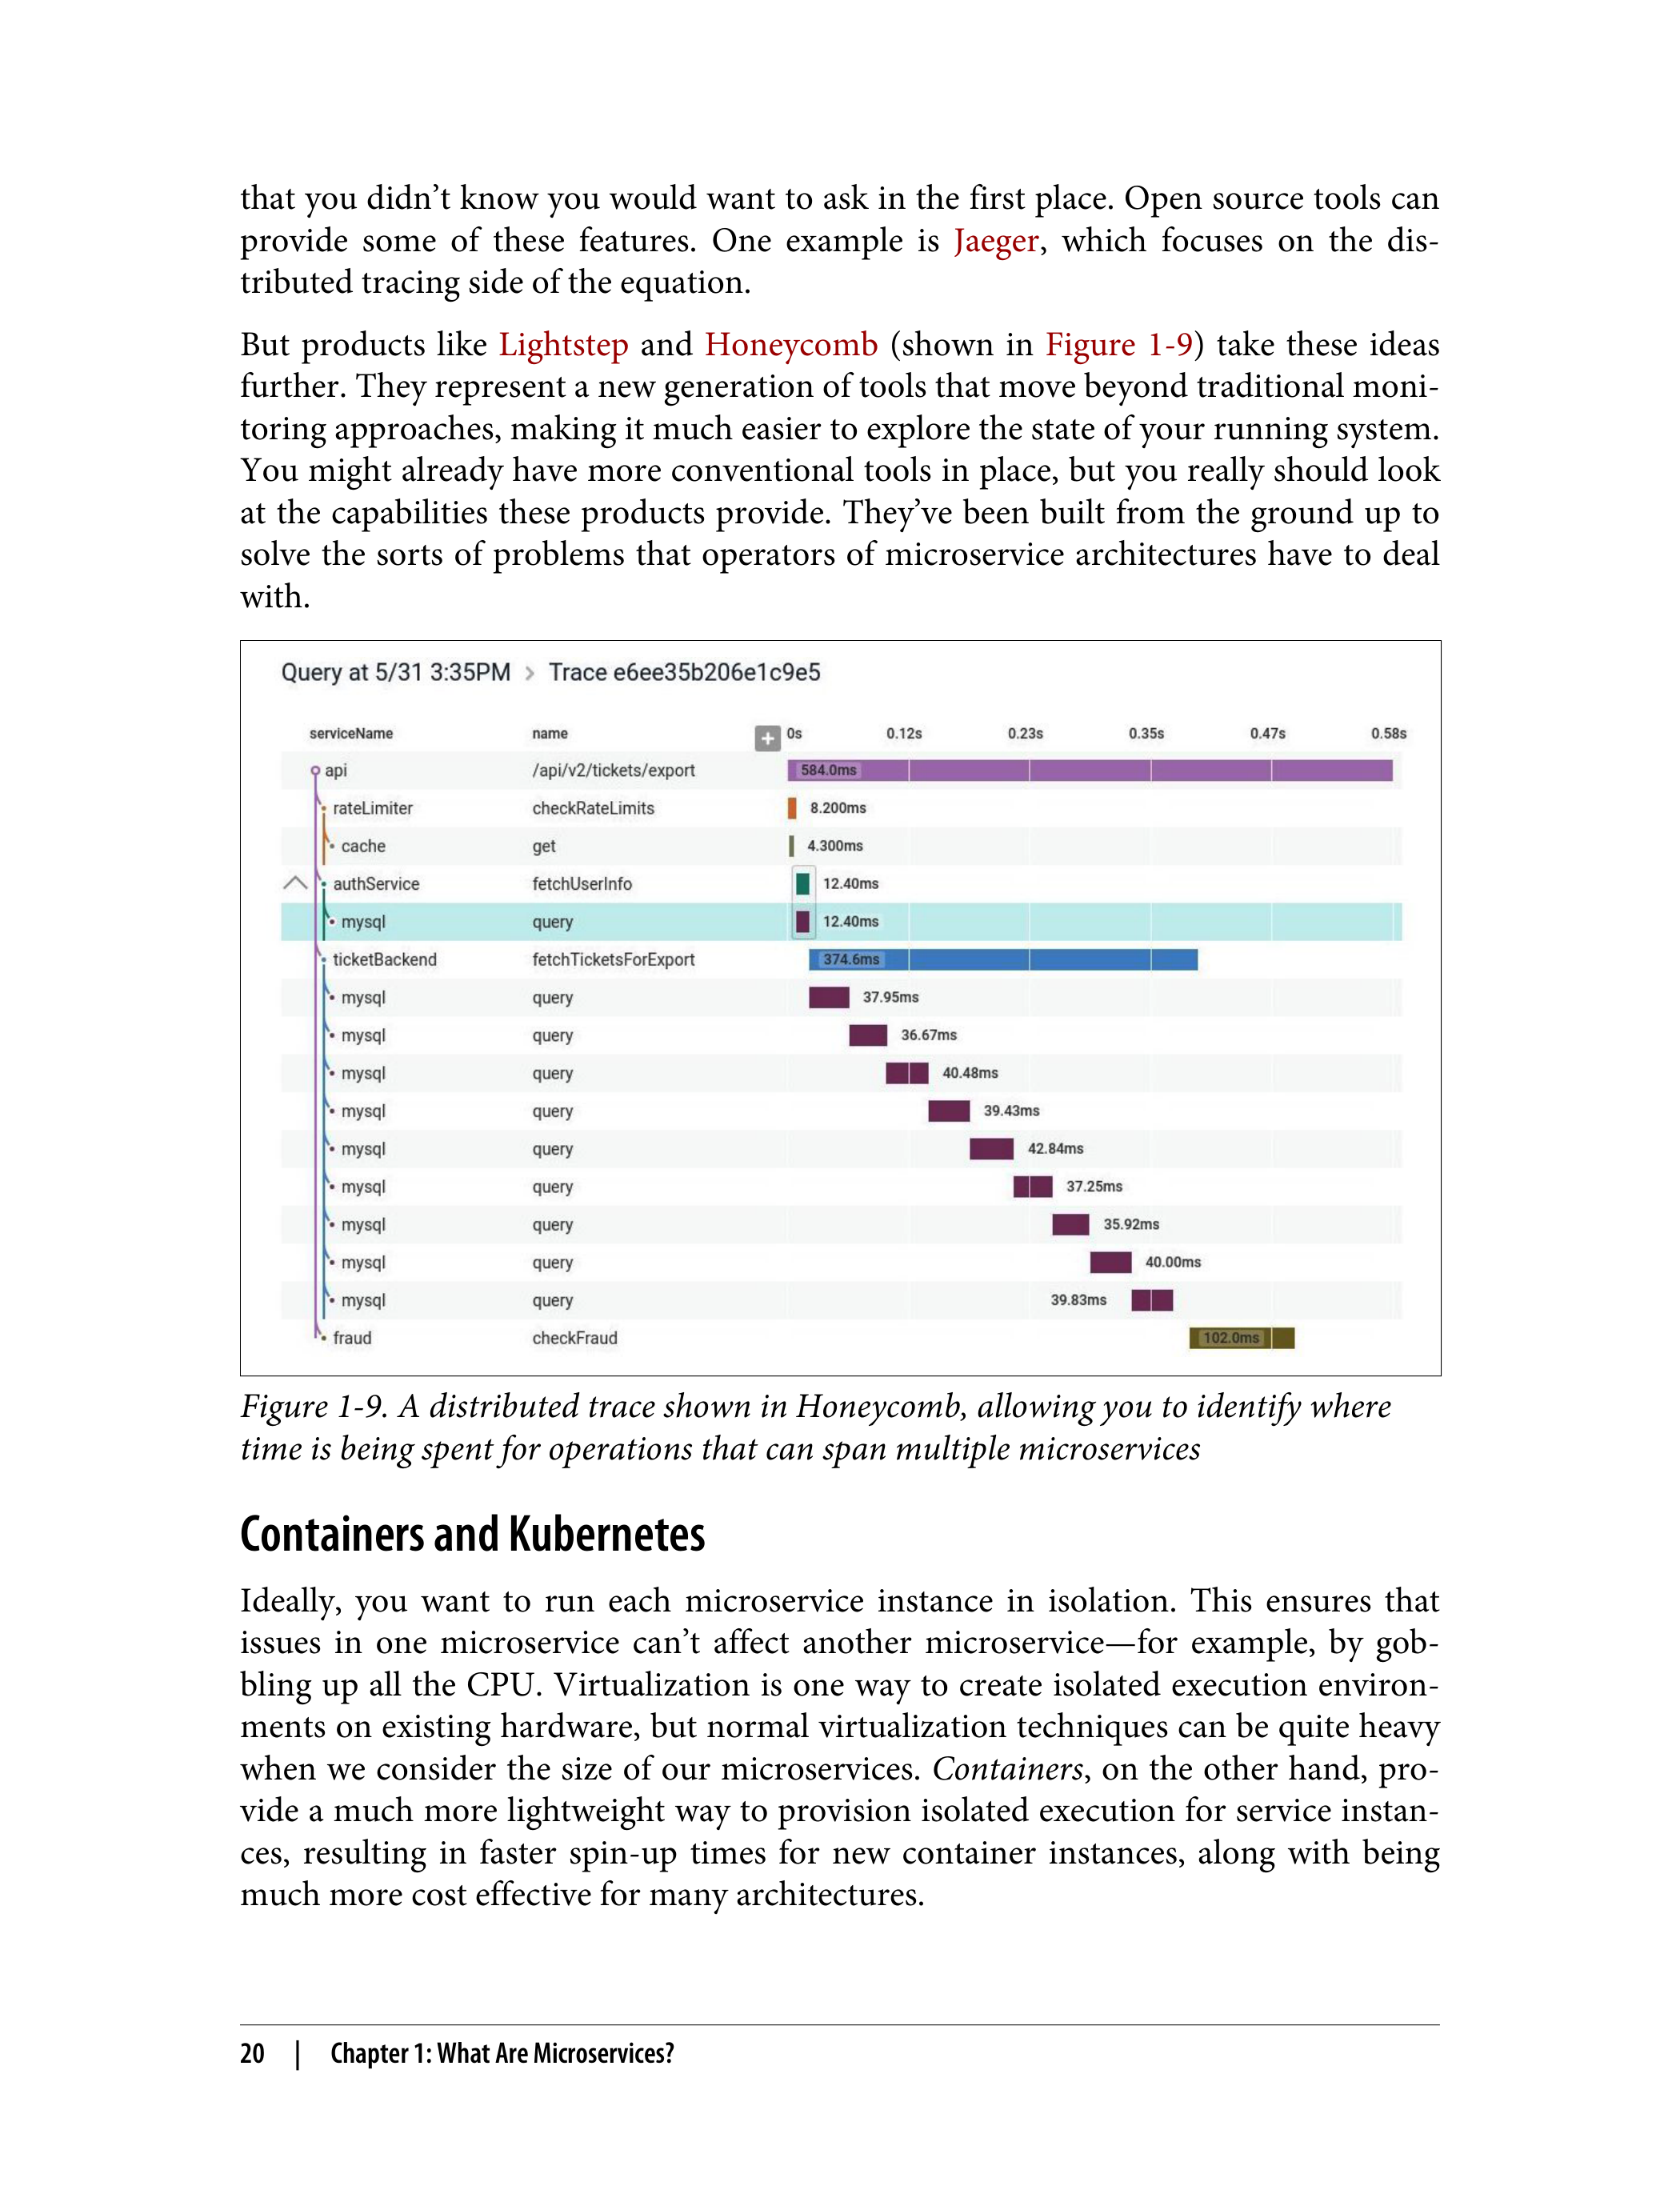 that you didn’t know you would want to ask in the first place. Open source tools can
provide some of these features. One example is Jaeger, which focuses on the dis-
tributed tracing side of the equation.
But products like Lightstep and Honeycomb (shown in Figure 1-9) take these ideas
further. They represent a new generation of tools that move beyond traditional moni-
toring approaches, making it much easier to explore the state of your running system.
You might already have more conventional tools in place, but you really should look
at the capabilities these products provide. They’ve been built from the ground up to
solve the sorts of problems that operators of microservice architectures have to deal
with.
Query at 5/31 3:35PM > Trace e6ee35b206e1c9e5
serviceName name + 0s 0.12s 0.23s 0.35s 0.47s 0.58s
api /api/v2/tickets/export 584.0ms
rateLimiter checkRateLimits 8.200ms
cache get 4.300ms
authService fetchUserInfo 12.40ms
mysql query 12.40ms
ticketBackend fetchTicketsForExport 374.6ms
mysql query 37.95ms
mysql query 36.67ms
mysql query 40.48ms
mysql query 39.43ms
mysql query 42.84ms
mysql query 37.25ms
mysql query 35.92ms
mysql query 40.00ms
mysql query 39.83ms
fraud checkFraud 102.0ms
Figure 1-9. A distributed trace shown in Honeycomb, allowing you to identify where
time is being spent for operations that can span multiple microservices
Containers and Kubernetes
Ideally, you want to run each microservice instance in isolation. This ensures that
issues in one microservice can’t affect another microservice—for example, by gob-
bling up all the CPU. Virtualization is one way to create isolated execution environ-
ments on existing hardware, but normal virtualization techniques can be quite heavy
when we consider the size of our microservices. Containers, on the other hand, pro-
vide a much more lightweight way to provision isolated execution for service instan-
ces, resulting in faster spin-up times for new container instances, along with being
much more cost effective for many architectures.
20 | Chapter 1: What Are Microservices?